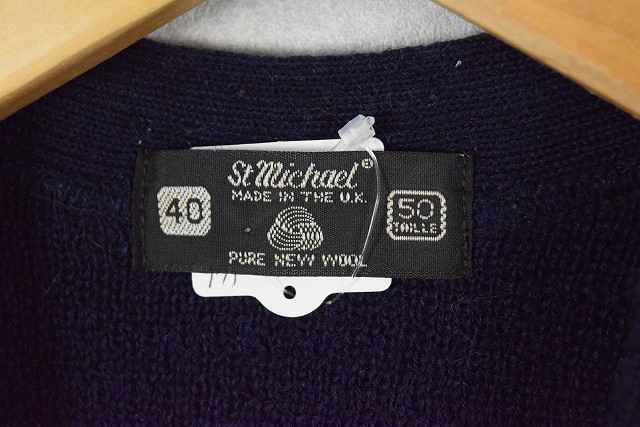 St Michael®
MADE IN THE U.K.
40
50
TAILLE
PURE NEW WOOL